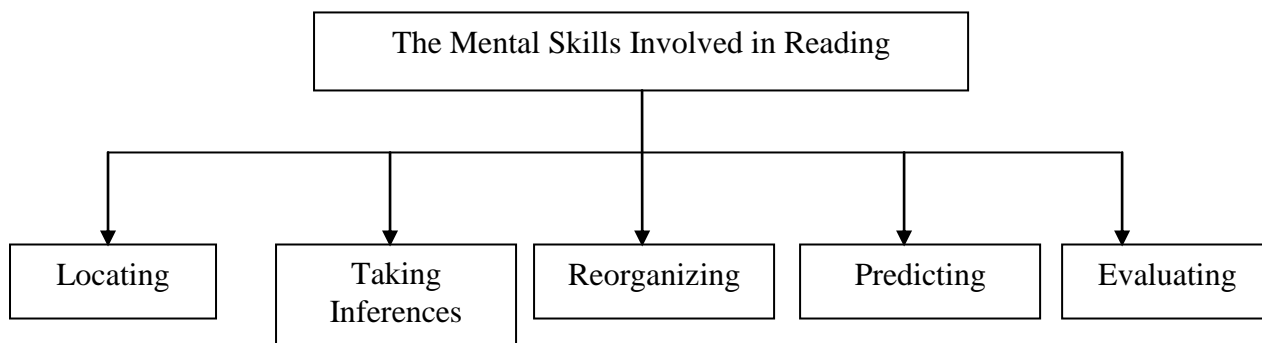 The Mental Skills Involved in Reading
Locating
Taking
Inferences
Reorganizing
Predicting
Evaluating